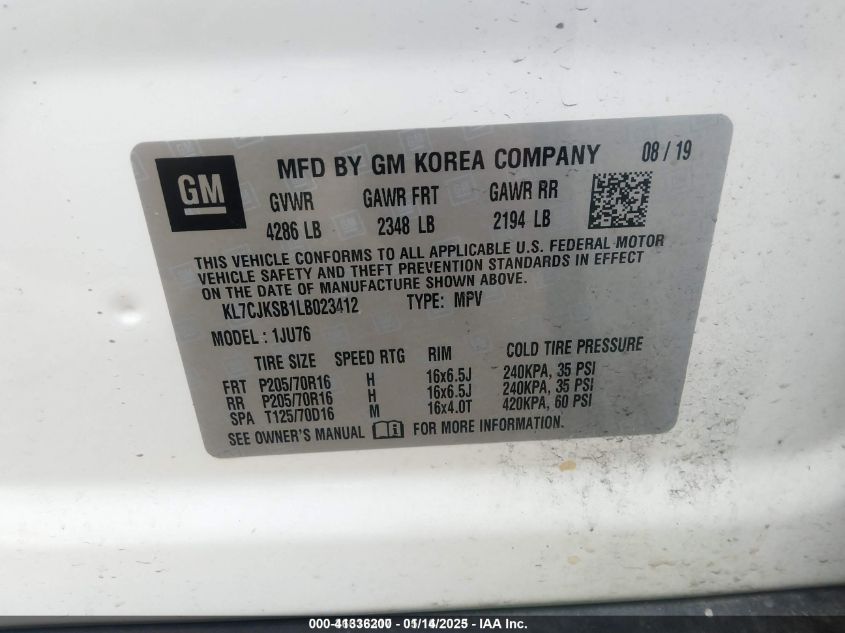 GM
MFD BY GM KOREA COMPANY 08 / 19
GVWR GAWR FRT GAWR RR
4286 LB 2348 LB 2194 LB
THIS VEHICLE CONFORMS TO ALL APPLICABLE U.S. FEDERAL MOTOR
VEHICLE SAFETY AND THEFT PREVENTION STANDARDS IN EFFECT
ON THE DATE OF MANUFACTURE SHOWN ABOVE.
KL7CJKSB1LB023412 TYPE: MPV
MODEL : 1JU76
TIRE SIZE SPEED RTG RIM COLD TIRE PRESSURE
FRT P205/70R16 H 16x6.5J 240KPA, 35 PSI
RR P205/70R16 H 16x6.5J 240KPA, 35 PSI
SPA T125/70D16 M 16x4.0T 420KPA, 60 PSI
SEE OWNER'S MANUAL i FOR MORE INFORMATION.
000-41336200 - 01/14/2025 - IAA Inc.